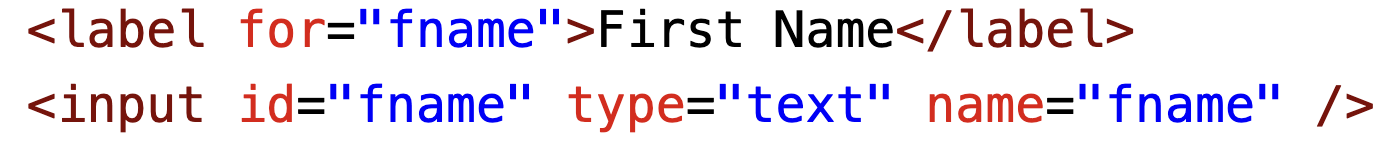 <label for="fname">First Name</label>
<input id="fname" type="text" name="fname" />